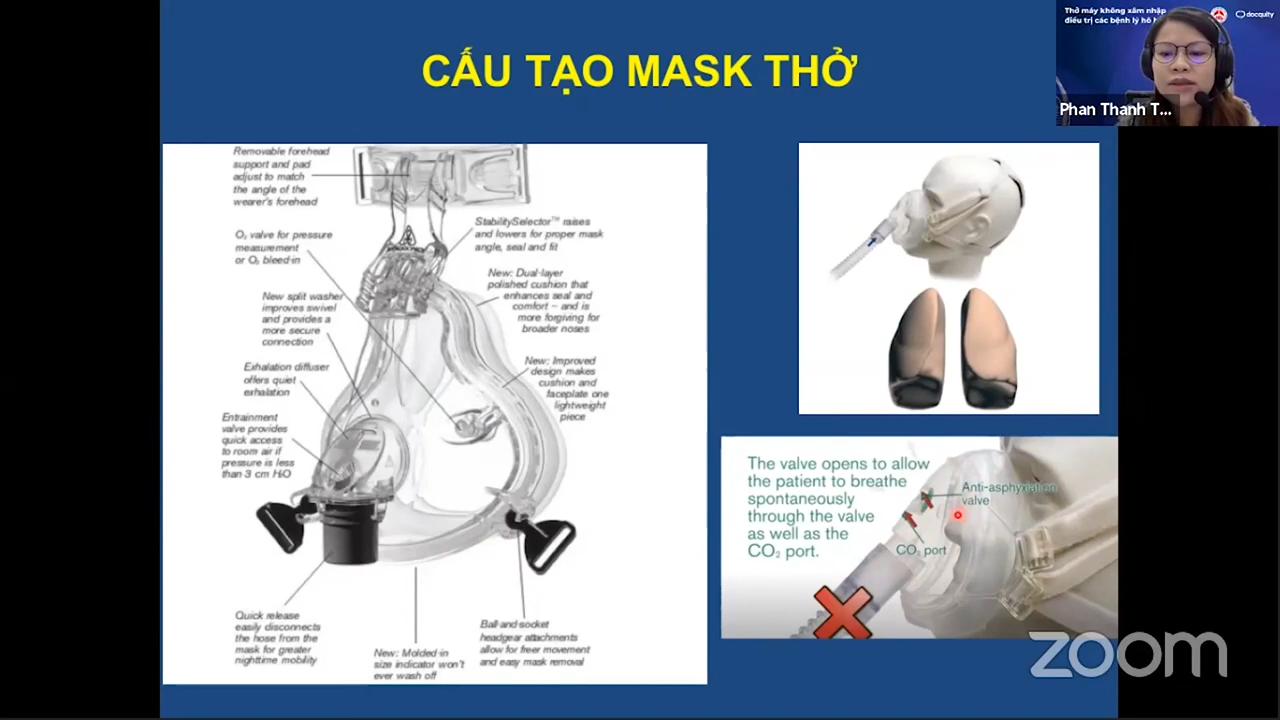 CẤU TẠO MASK THỞ
Thở máy không xâm nhập
điều trị các bệnh lý hô
docquity
Phan Thanh T...
Removable forehead
support and pad
adjust to match
the angle of the
wearer's forehead
O₂ valve for pressure
measurement
or O₂ bleed-in
New split washer
improves swivel
and provides a
more secure
connection
Exhalation diffuser
offers quiet
exhalation
Entrainment
valve provides
quick access
to room air if
pressure is less
than 3 cm H₂O
Quick release
easily disconnects
the hose from the
mask for greater
nighttime mobility
New: Molded-in
size indicator won't
ever wash off
Ball-and-socket
headgear attachments
allow for freer movement
and easy mask removal
StabilitySelector™ raises
and lowers for proper mask
angle, seal and fit
New: Dual-layer
polished cushion that
enhances seal and
comfort – and is
more forgiving for
broader noses
New: Improved
design makes
cushion and
faceplate one
lightweight
piece
The valve opens to allow
the patient to breathe
spontaneously
through the valve
as well as the
CO₂ port.
Anti-asphyxiation
valve
CO₂ port
zoom